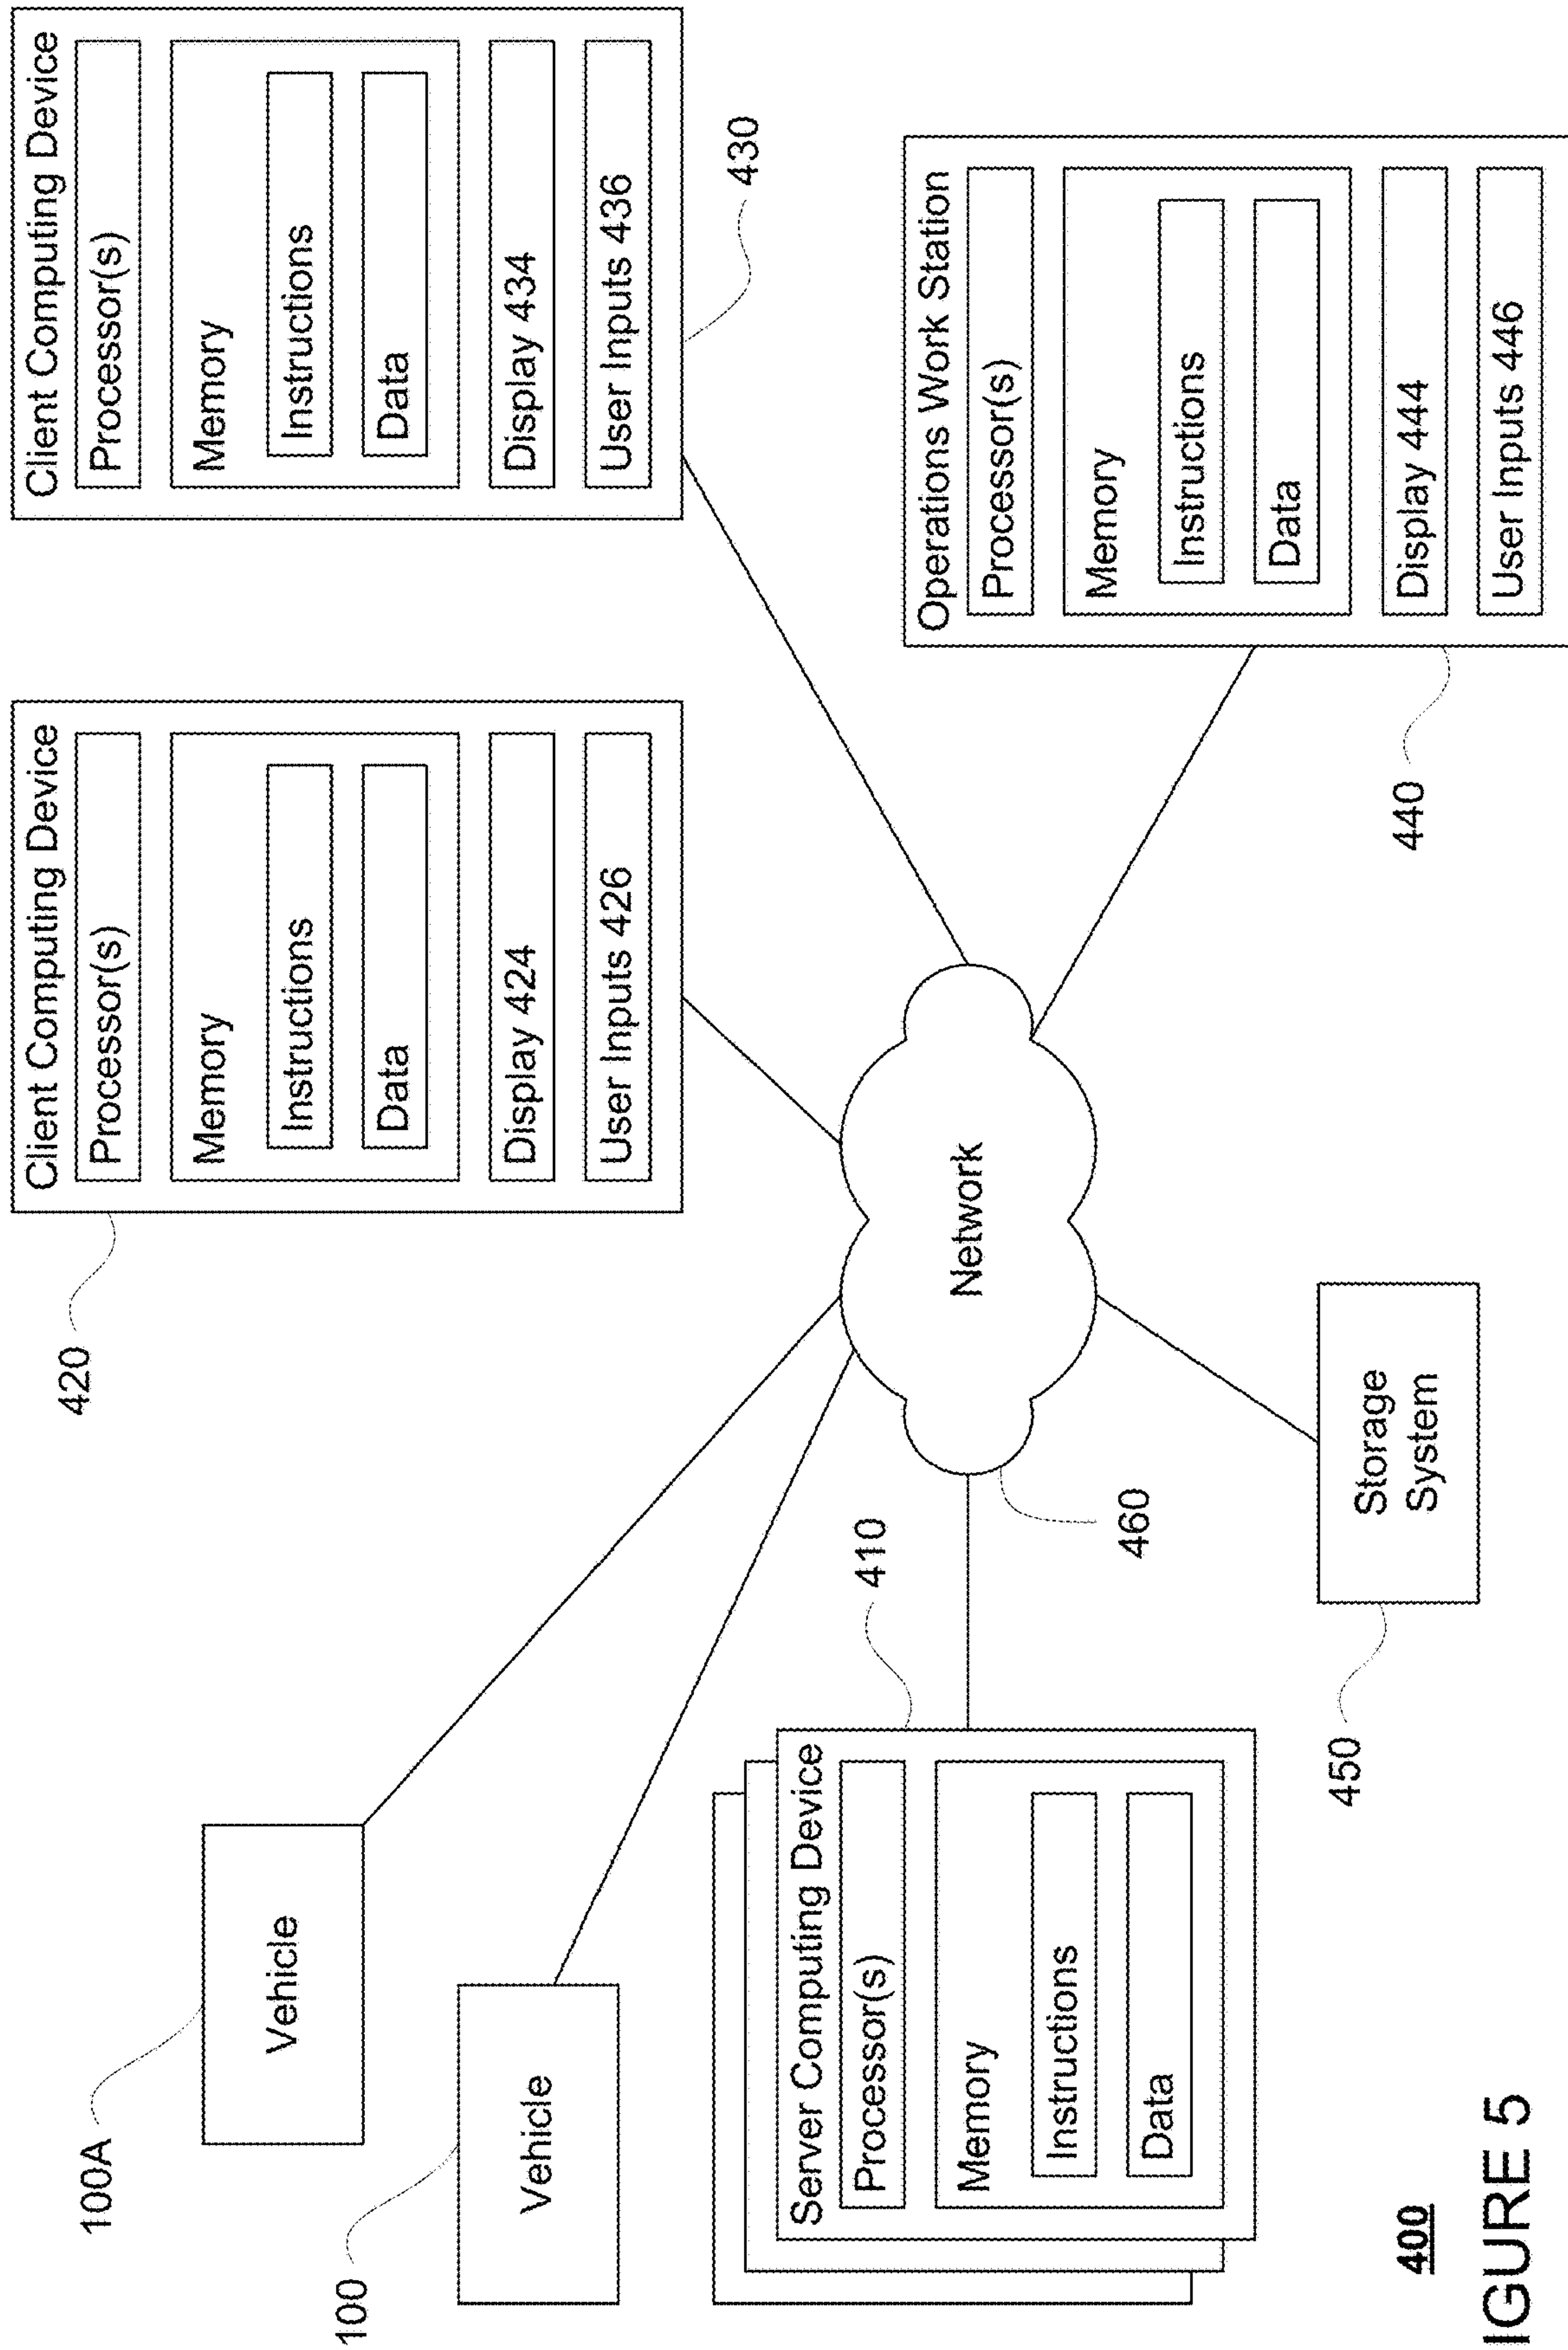 100A
Vehicle
100
Vehicle
420
Client Computing Device
Processor(s)
Memory
Instructions
Data
Display 424
User Inputs 426
Client Computing Device
Processor(s)
Memory
Instructions
Data
Display 434
User Inputs 436
430
Server Computing Device
Processor(s)
Memory
Instructions
Data
410
Network
460
Storage
System
450
Operations Work Station
Processor(s)
Memory
Instructions
Data
Display 444
User Inputs 446
440
400
IGURE 5